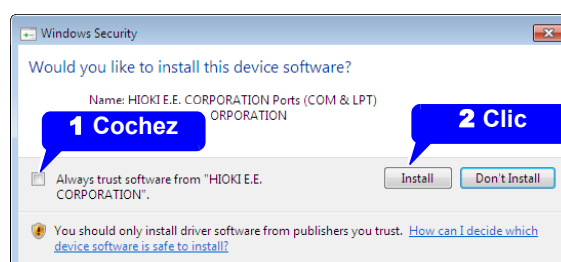 Windows Security
Would you like to install this device software?
Name: HIOKI E.E. CORPORATION Ports (COM & LPT)
ORPORATION
1 Cochez
2 Clic
Always trust software from "HIOKI E.E.
CORPORATION".
Install
Don't Install
You should only install driver software from publishers you trust. How can I decide which
device software is safe to install?